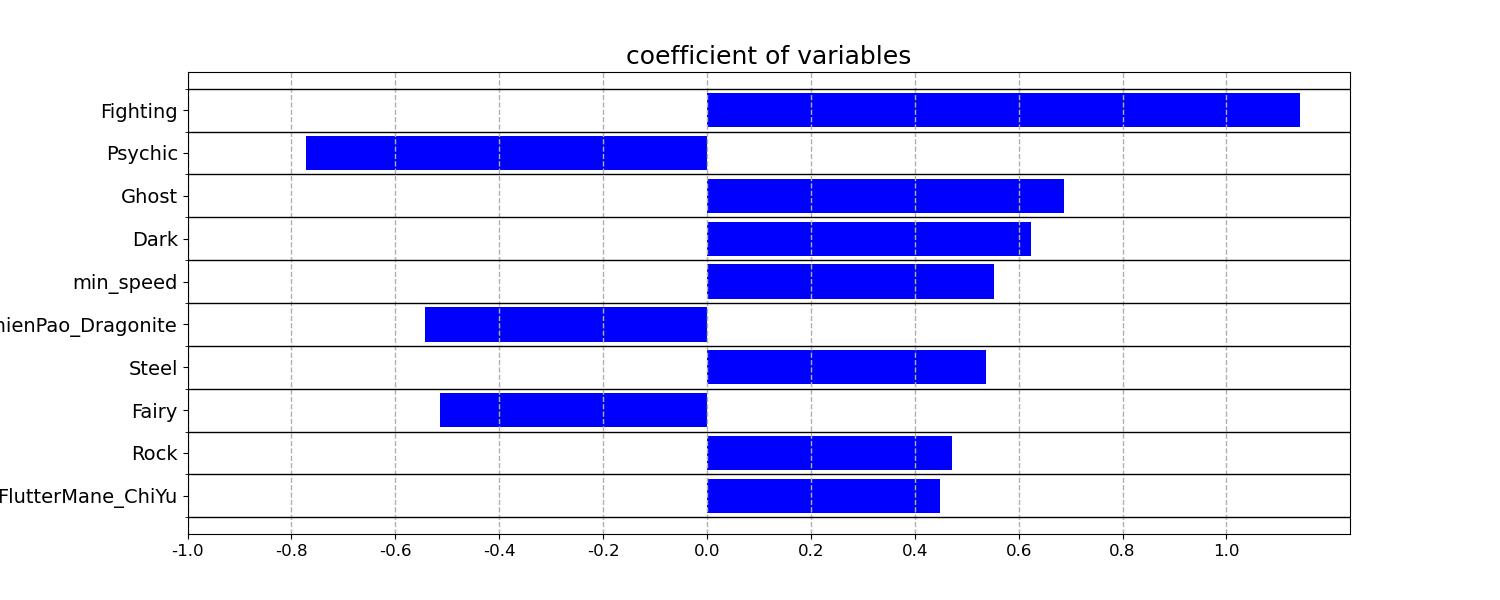 coefficient of variables
Fighting
Psychic
Ghost
Dark
min_speed
hienPao_Dragonite
Steel
Fairy
Rock
FlutterMane_ChiYu
-1.0 -0.8 -0.6 -0.4 -0.2 0.0 0.2 0.4 0.6 0.8 1.0